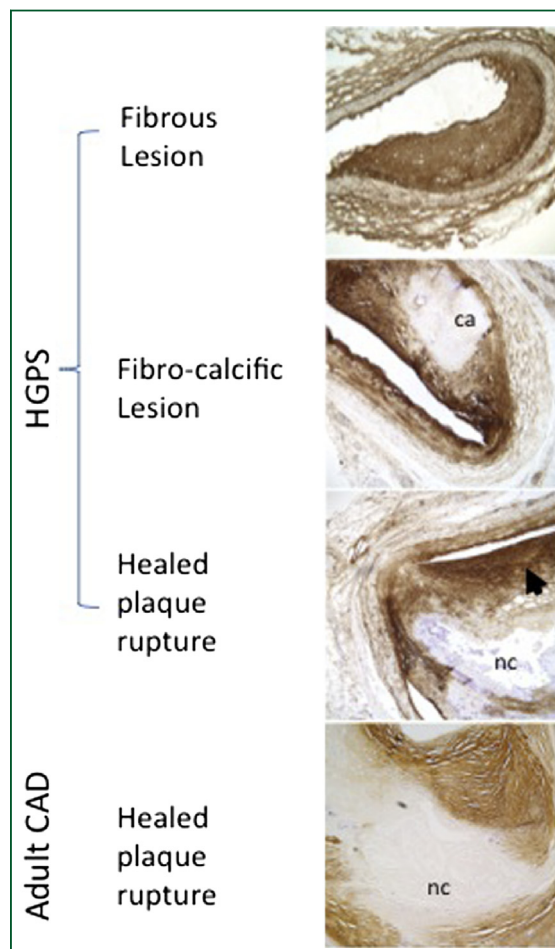 HGPS
Fibrous
Lesion
ca
Fibro-calcific
Lesion
Healed
plaque
rupture
nc
Adult CAD
Healed
plaque
rupture
nc